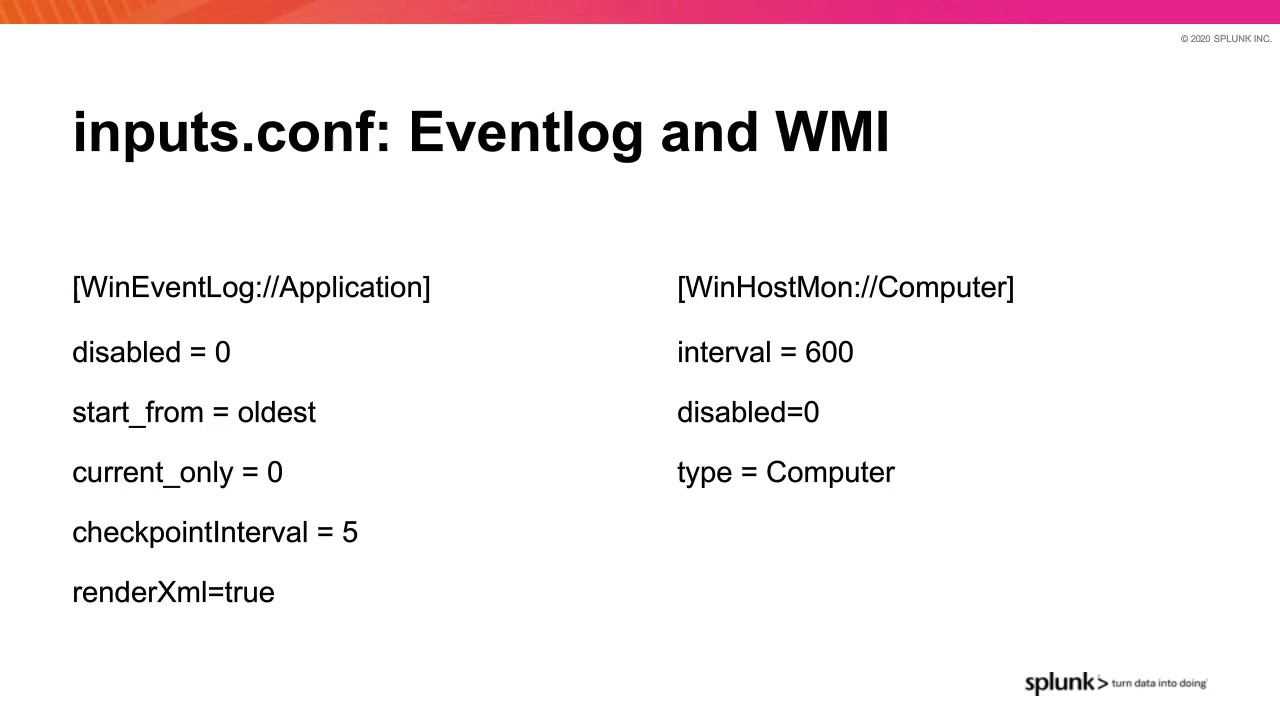 © 2020 SPLUNK INC.
inputs.conf: Eventlog and WMI
[WinEventLog://Application]
disabled = 0
start_from = oldest
current_only = 0
checkpointInterval = 5
renderXml=true
[WinHostMon://Computer]
interval = 600
disabled=0
type = Computer
splunk> turn data into doing